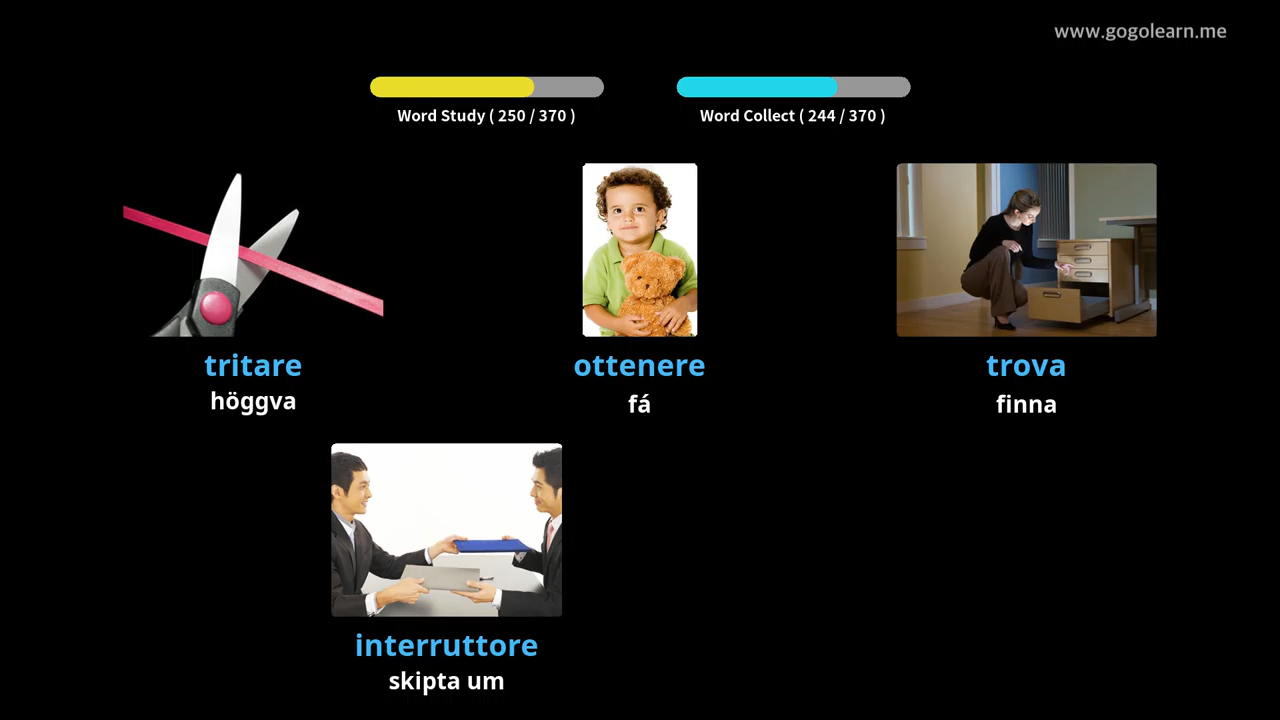 www.gogolearn.me
Word Study ( 250 / 370 )
Word Collect ( 244 / 370 )
tritare
höggva
ottenere
fá
trova
finna
interruttore
skipta um